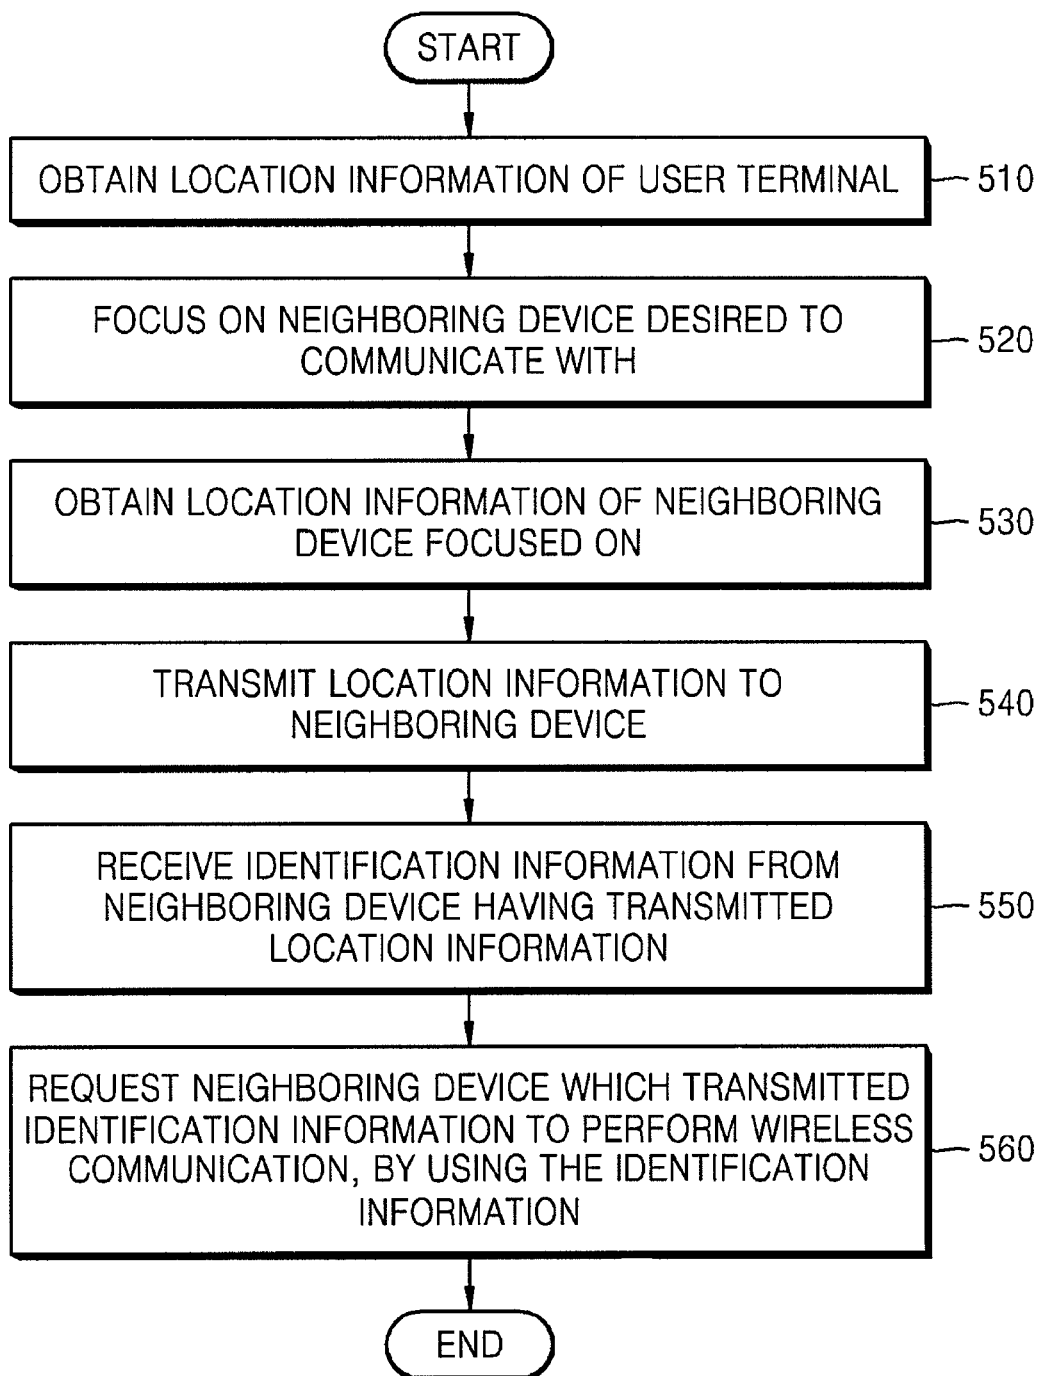 START
OBTAIN LOCATION INFORMATION OF USER TERMINAL
510
FOCUS ON NEIGHBORING DEVICE DESIRED TO
COMMUNICATE WITH
520
OBTAIN LOCATION INFORMATION OF NEIGHBORING
DEVICE FOCUSED ON
530
TRANSMIT LOCATION INFORMATION TO
NEIGHBORING DEVICE
540
RECEIVE IDENTIFICATION INFORMATION FROM
NEIGHBORING DEVICE HAVING TRANSMITTED
LOCATION INFORMATION
550
REQUEST NEIGHBORING DEVICE WHICH TRANSMITTED
IDENTIFICATION INFORMATION TO PERFORM WIRELESS
COMMUNICATION, BY USING THE IDENTIFICATION
INFORMATION
560
END